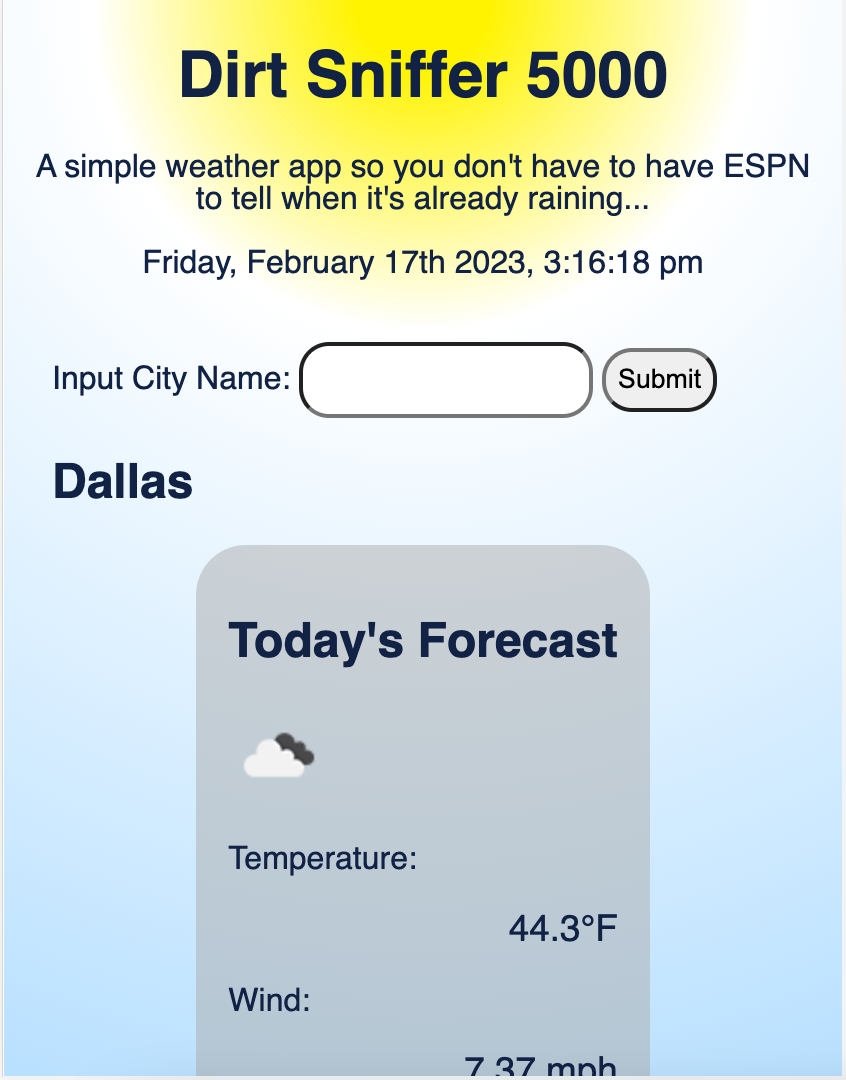 Dirt Sniffer 5000
A simple weather app so you don't have to have ESPN
to tell when it's already raining...
Friday, February 17th 2023, 3:16:18 pm
Input City Name: Submit
Dallas
Today's Forecast
Temperature:
44.3°F
Wind:
7.37 mph